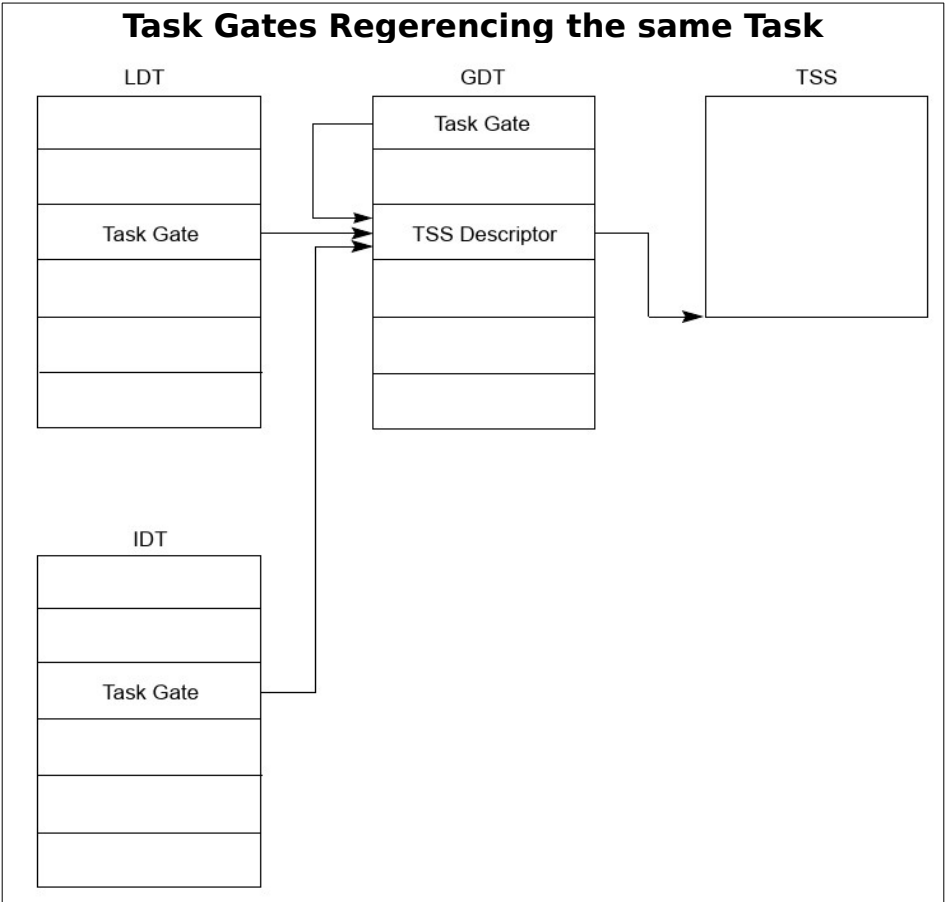 Task Gates Regerencing the same Task
LDT
GDT
TSS
Task Gate
Task Gate
TSS Descriptor
IDT
Task Gate